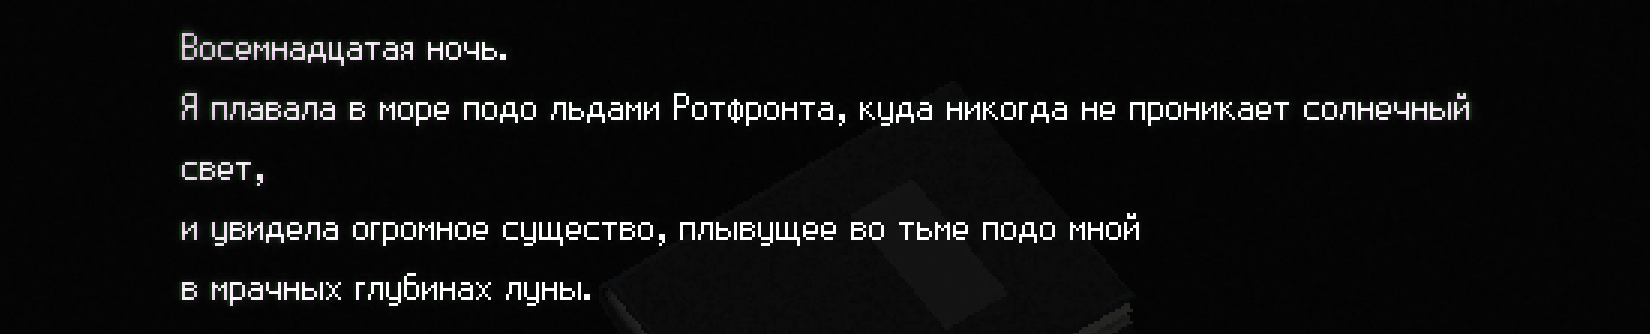 Восемнадцатая ночь.
Я плавала в море подо льдами Ротфронта, куда никогда не проникает солнечный
свет,
и увидела огромное существо, плывущее во тьме подо мной
в мрачных глубинах луны.